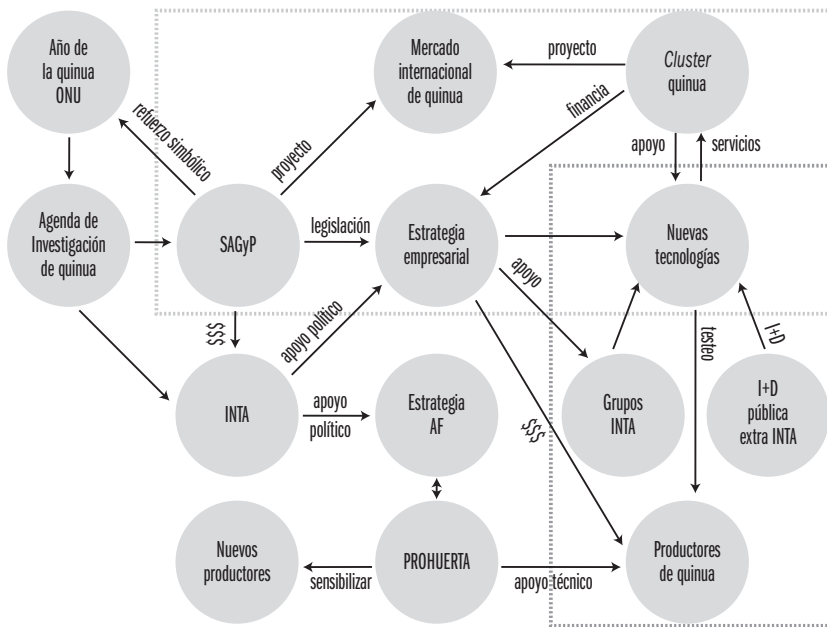 Año de
la quinua
ONU
Mercado
internacional
de quinua
proyecto
Cluster
quinua
refuerzo simbólico
proyecto
financia
apoyo
servicios
Agenda de
Investigación
de quinua
SAGyP
legislación
Estrategia
empresarial
Nuevas
tecnologías
$$$
apoyo político
apoyo
testeo
I+D
INTA
apoyo
político
Estrategia
AF
$$$
Grupos
INTA
I+D
pública
extra INTA
Nuevos
productores
sensibilizar
PROHUERTA
apoyo técnico
Productores
de quinua